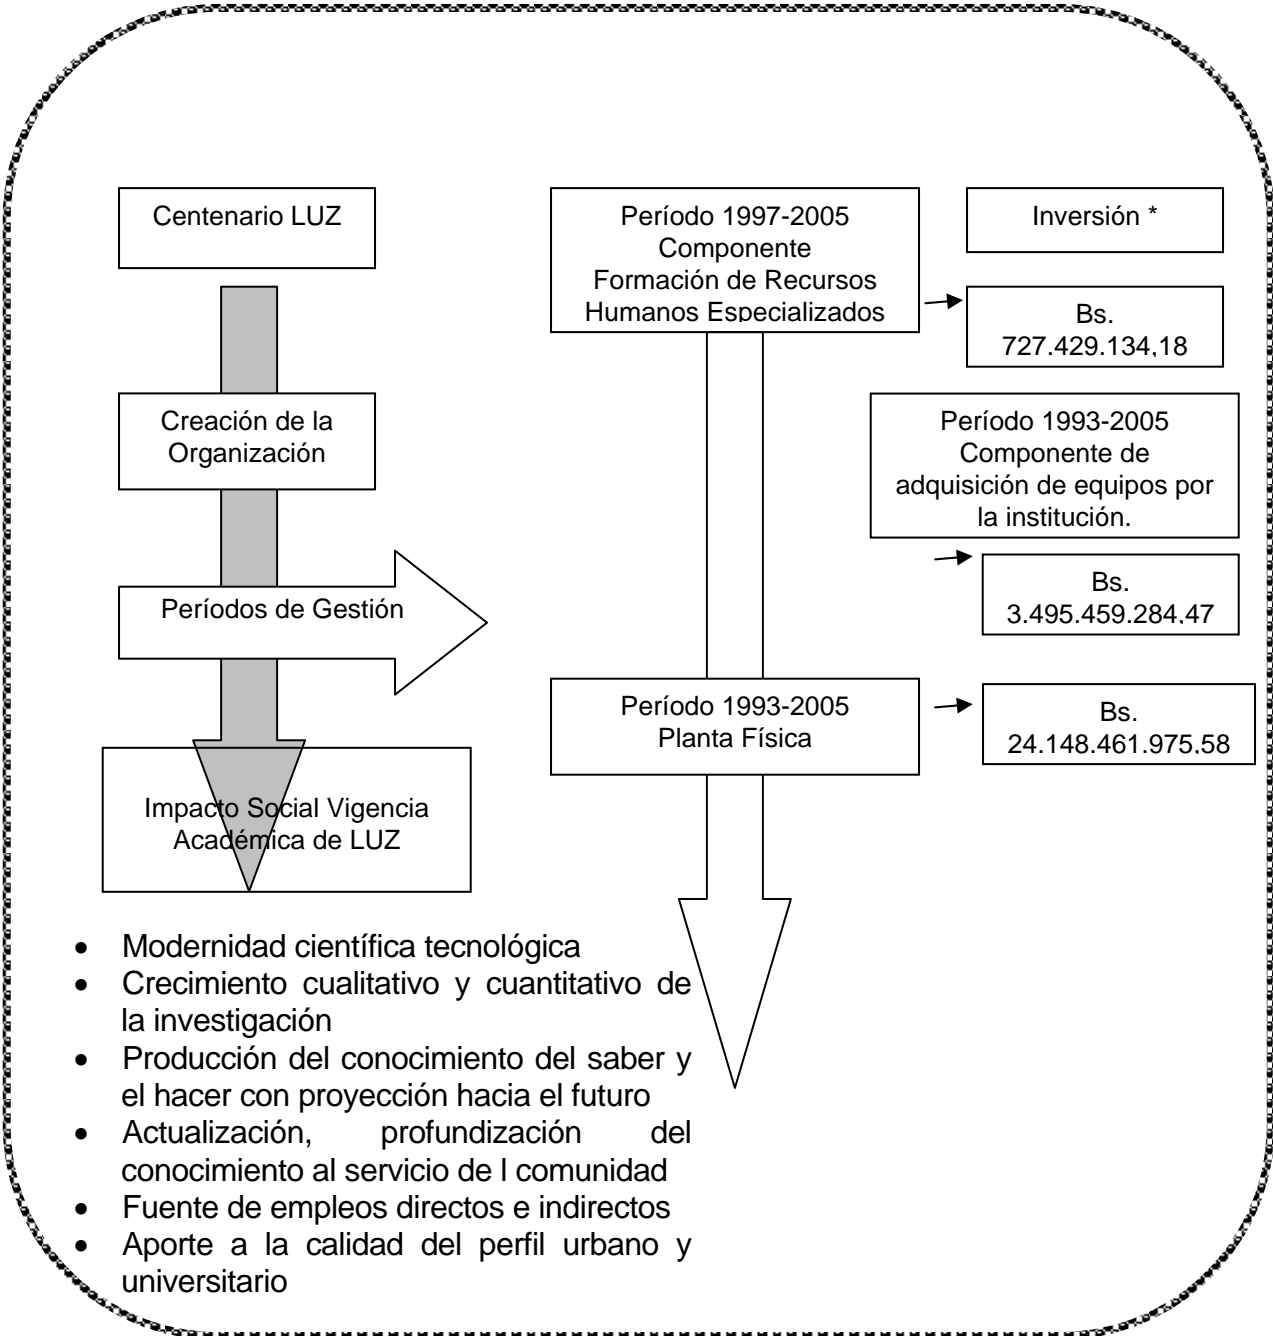 Centenario LUZ
Creación de la
Organización
Períodos de Gestión
Impacto Social Vigencia
Académica de LUZ
Período 1997-2005
Componente
Formación de Recursos
Humanos Especializados
Inversión *
Bs.
727.429.134,18
Período 1993-2005
Componente de
adquisición de equipos por
la institución.
Bs.
3.495.459.284,47
Período 1993-2005
Planta Física
Bs.
24.148.461.975,58
• Modernidad científica tecnológica
• Crecimiento cualitativo y cuantitativo de
la investigación
• Producción del conocimiento del saber y
el hacer con proyección hacia el futuro
• Actualización, profundización del
conocimiento al servicio de l comunidad
• Fuente de empleos directos e indirectos
• Aporte a la calidad del perfil urbano y
universitario